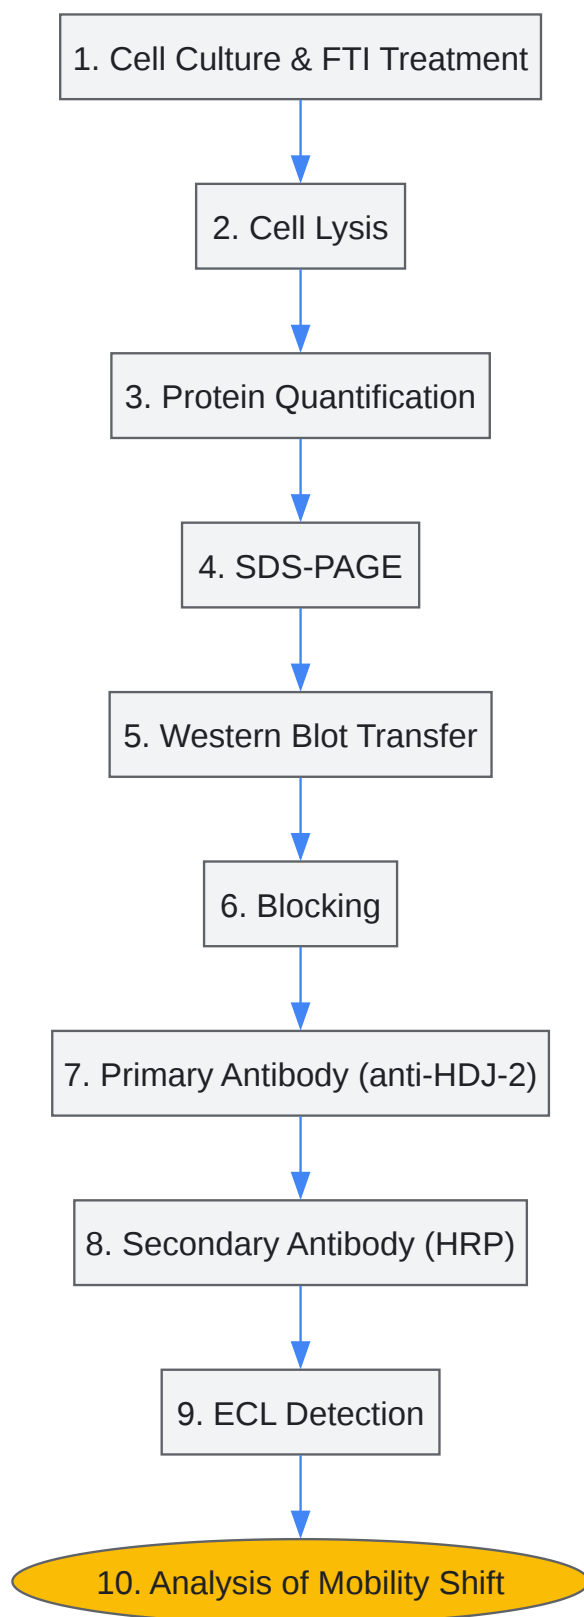 1. Cell Culture & FTI Treatment
2. Cell Lysis
3. Protein Quantification
4. SDS-PAGE
5. Western Blot Transfer
6. Blocking
7. Primary Antibody (anti-HDJ-2)
8. Secondary Antibody (HRP)
9. ECL Detection
10. Analysis of Mobility Shift